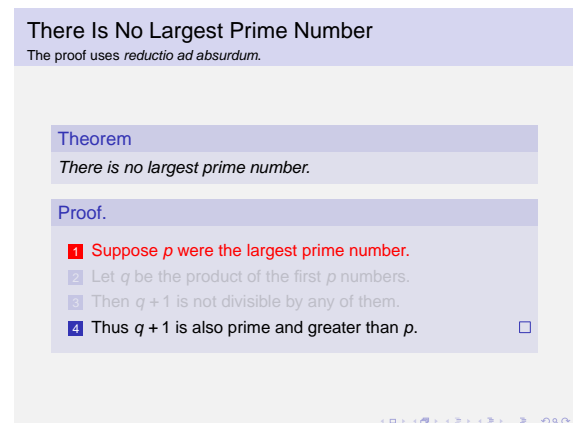 There Is No Largest Prime Number
The proof uses reductio ad absurdum.
Theorem
There is no largest prime number.
Proof.
1 Suppose p were the largest prime number.
2 Let q be the product of the first p numbers.
3 Then q + 1 is not divisible by any of them.
4 Thus q + 1 is also prime and greater than p. □